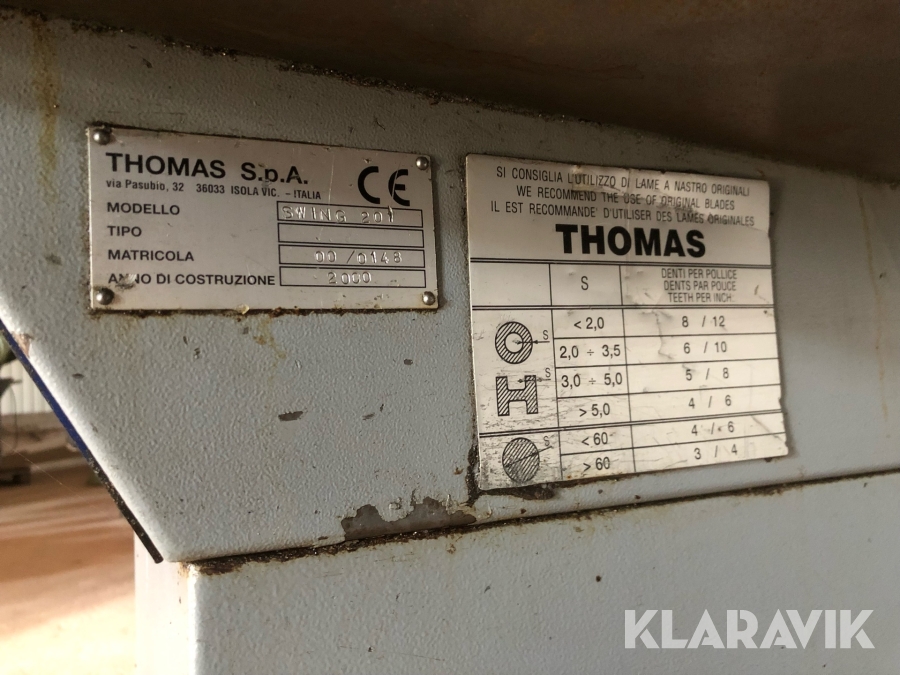 THOMAS S.p.A.
via Pasubio, 32 36033 ISOLA VIC. - ITALIA
CE
MODELLO SWING 201
TIPO
MATRICOLA 00/0148
ANNO DI COSTRUZIONE 2000
SI CONSIGLIA L'UTILIZZO DI LAME A NASTRO ORIGINALI
WE RECOMMEND THE USE OF ORIGINAL BLADES
IL EST RECOMMANDE' D'UTILISER DES LAMES ORIGINALES
THOMAS
S
DENTI PER POLLICE
DENTS PAR POUCE
TEETH PER INCH.
S < 2,0 8 / 12
2,0 ÷ 3,5 6 / 10
S 3,0 ÷ 5,0 5 / 8
> 5,0 4 / 6
S < 60 4 / 6
> 60 3 / 4
KLARAVIK